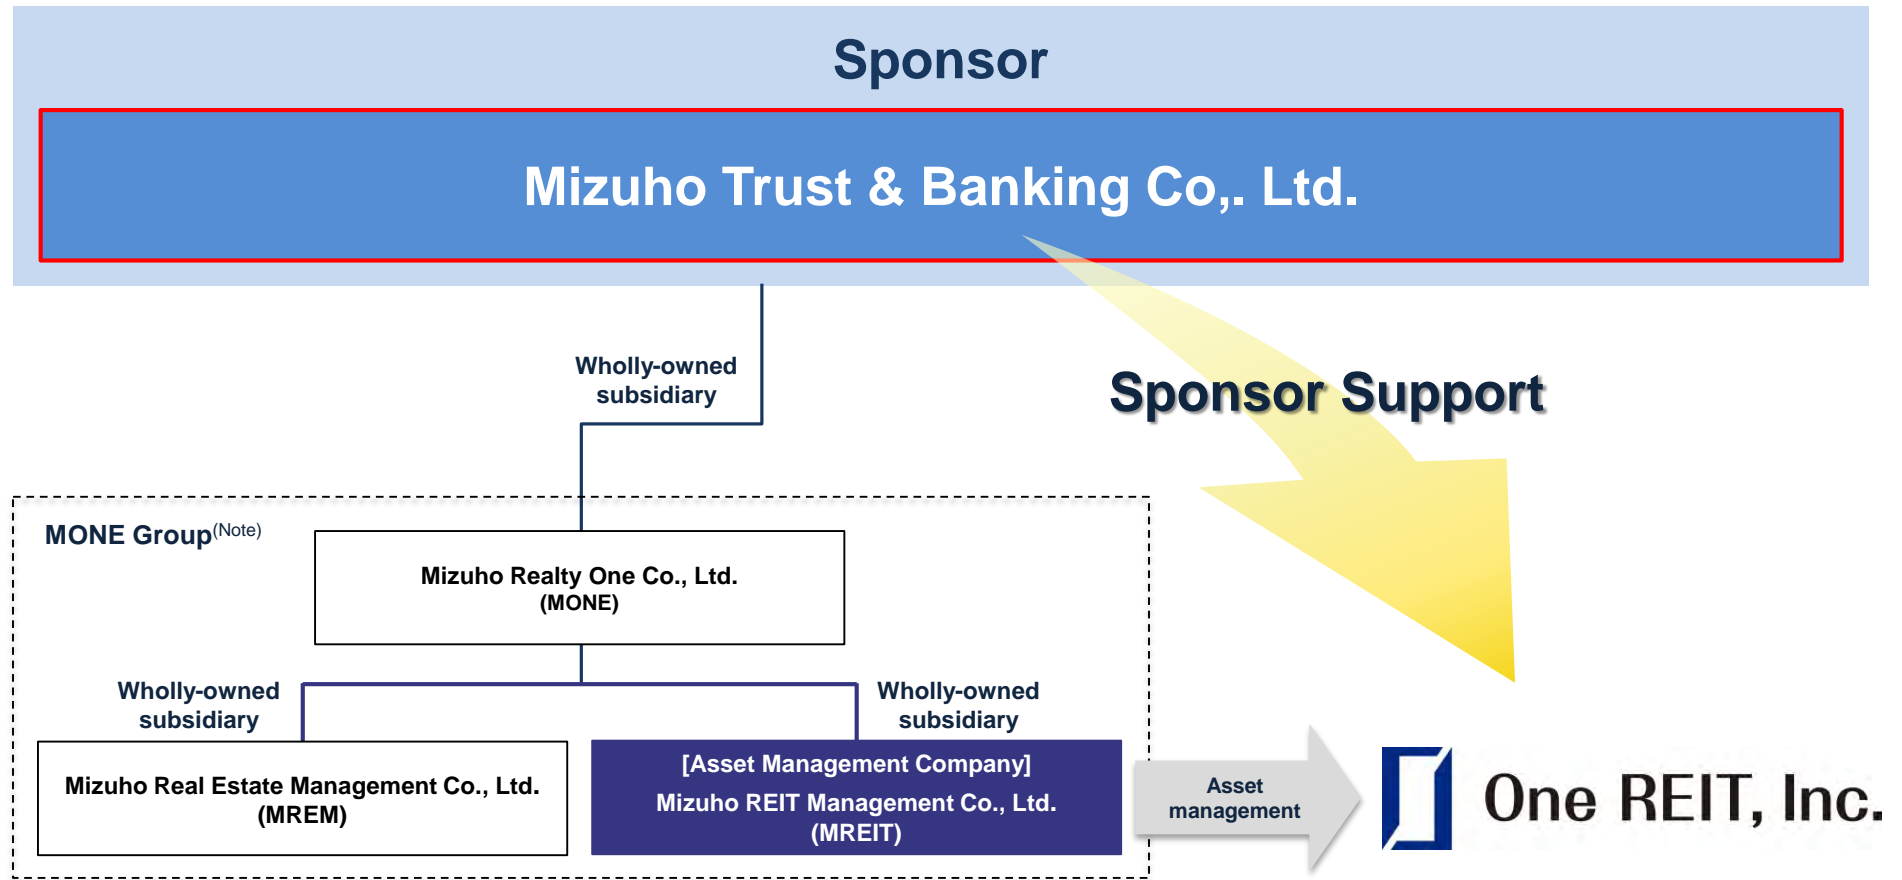 Sponsor
Mizuho Trust & Banking Co,. Ltd.
Wholly-owned
subsidiary
Sponsor Support
MONE Group(Note)
Mizuho Realty One Co., Ltd.
(MONE)
Wholly-owned
subsidiary
Wholly-owned
subsidiary
Mizuho Real Estate Management Co., Ltd.
(MREM)
[Asset Management Company]
Mizuho REIT Management Co., Ltd.
(MREIT)
Asset
management
One REIT, Inc.